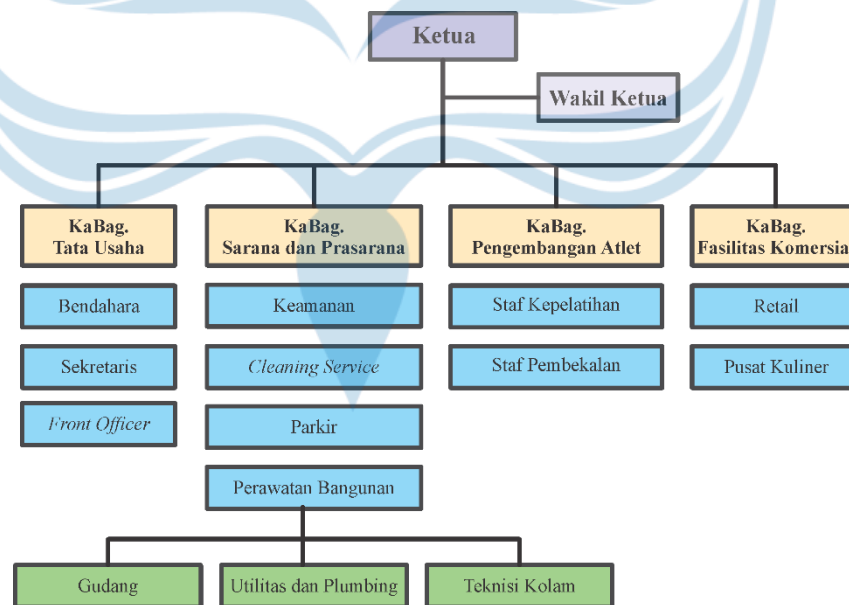 Ketua
Wakil Ketua
KaBag.
Tata Usaha
KaBag.
Sarana dan Prasarana
KaBag.
Pengembangan Atlet
KaBag.
Fasilitas Komersia
Bendahara
Keamanan
Staf Kepelatihan
Retail
Sekretaris
Cleaning Service
Staf Pembekalan
Pusat Kuliner
Front Officer
Parkir
Perawatan Bangunan
Gudang
Utilitas dan Plumbing
Teknisi Kolam